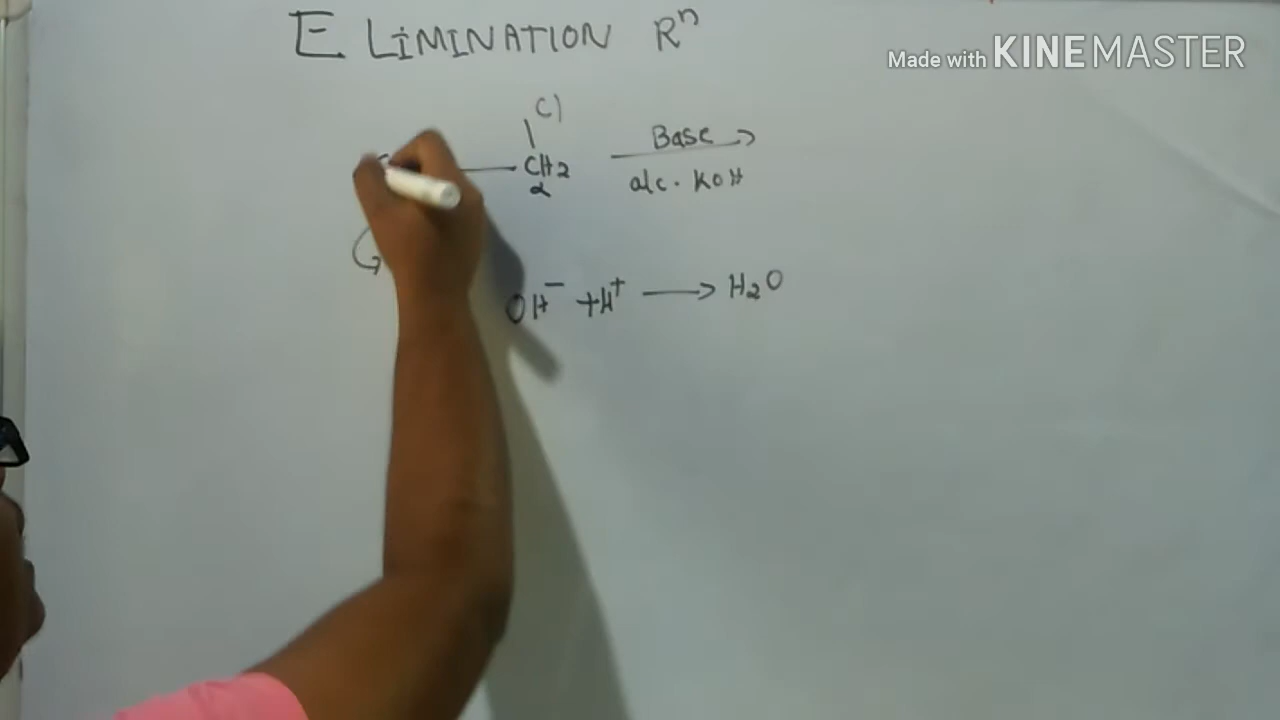 ELIMINATION Rⁿ
Made with KINEMASTER
Cl
CH2
α
Base
alc. KOH
OH⁻ + H⁺ → H2O